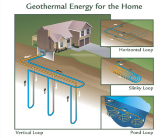 Geothermal Energy for the Home
Horizontal Loop
Slinky Loop
Vertical Loop
Pond Loop